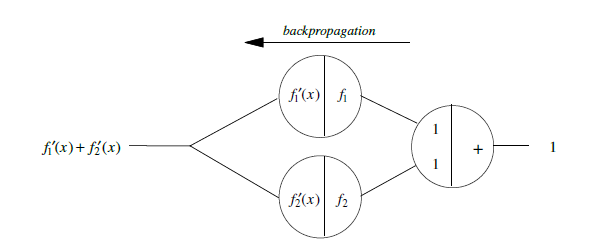 backpropagation
f₁′(x) f₁
1
f₁′(x) + f₂′(x) + 1
1
f₂′(x) f₂